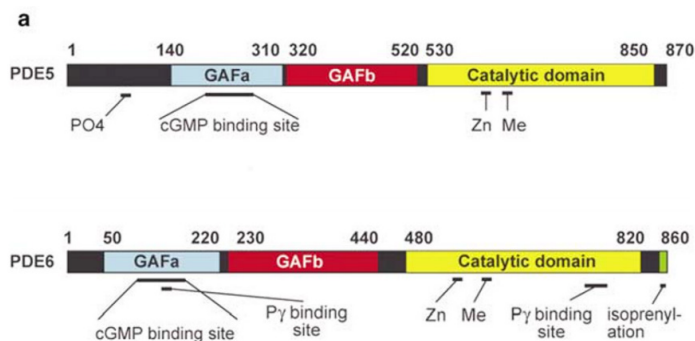 a
1 140 310 320 520 530 850 870
PDE5 GAFa GAFb Catalytic domain
PO4 cGMP binding site Zn Me
1 50 220 230 440 480 820 860
PDE6 GAFa GAFb Catalytic domain
cGMP binding site Pγ binding site Zn Me Pγ binding site isoprenyl-
ation